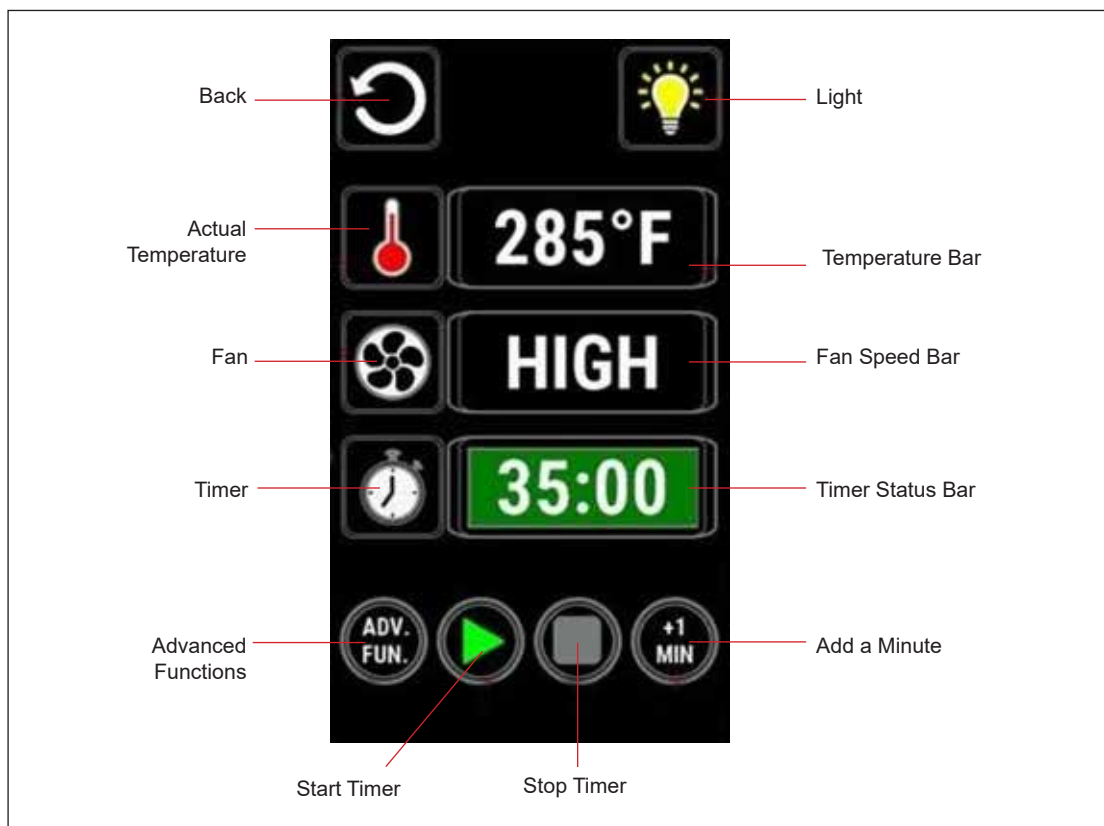 Back
Light
Actual
Temperature
285°F
Temperature Bar
Fan
HIGH
Fan Speed Bar
Timer
35:00
Timer Status Bar
Advanced
Functions
ADV.
FUN.
+1
MIN
Add a Minute
Start Timer
Stop Timer